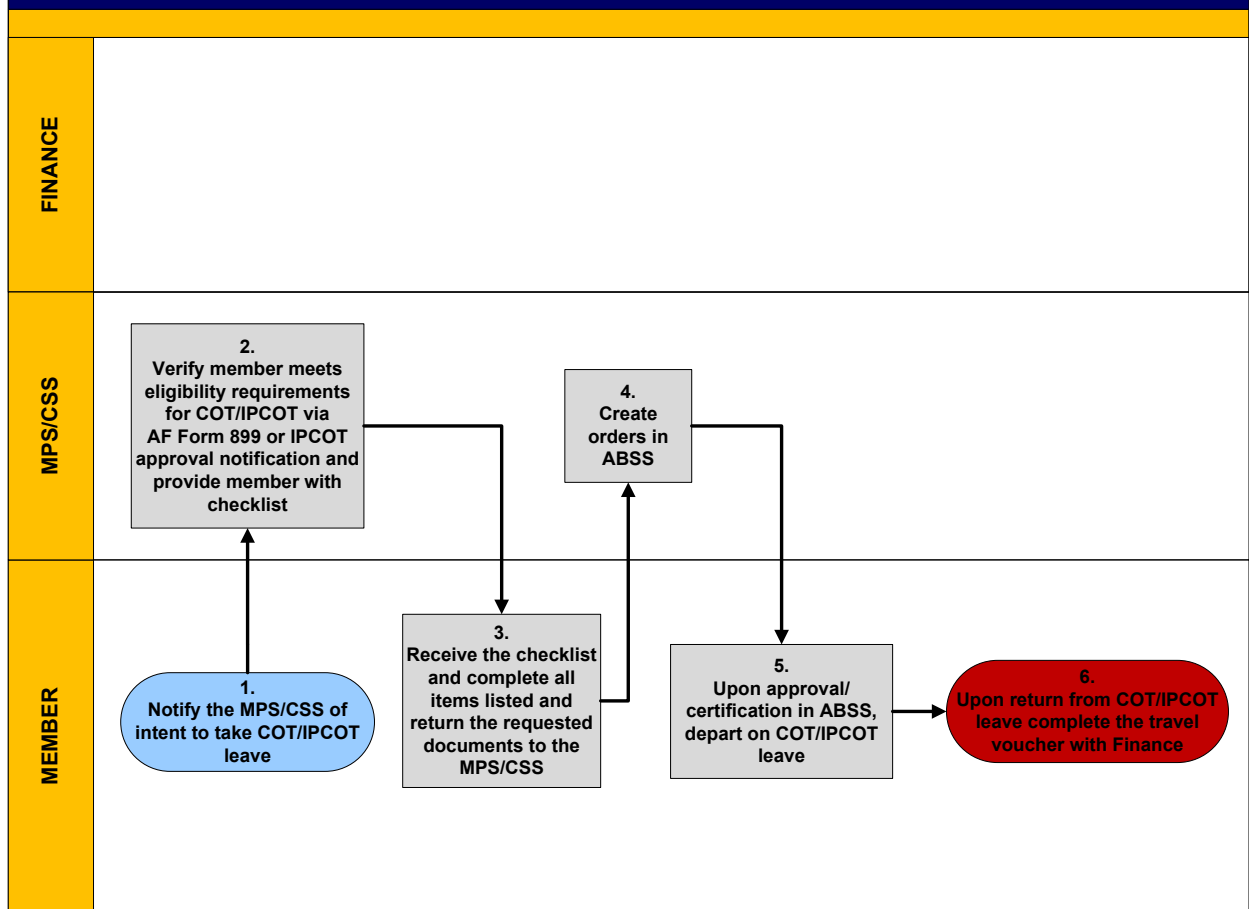 FINANCE
MPS/CSS
2.
Verify member meets
eligibility requirements
for COT/IPCOT via
AF Form 899 or IPCOT
approval notification and
provide member with
checklist
4.
Create
orders in
ABSS
MEMBER
1.
Notify the MPS/CSS of
intent to take COT/IPCOT
leave
3.
Receive the checklist
and complete all
items listed and
return the requested
documents to the
MPS/CSS
5.
Upon approval/
certification in ABSS,
depart on COT/IPCOT
leave
6.
Upon return from COT/IPCOT
leave complete the travel
voucher with Finance